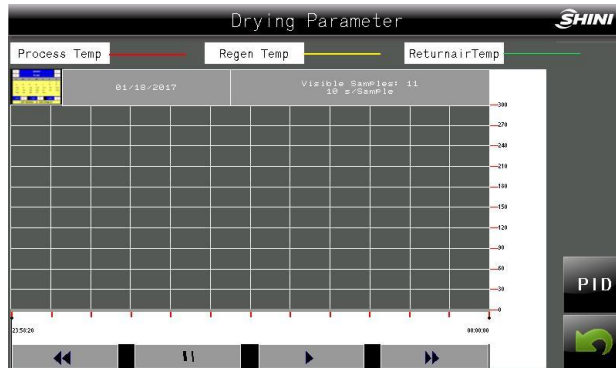 Drying Parameter
SHINI
Process Temp
Regen Temp
ReturnairTemp
01/18/2017
Visible Samples: 11
10 s/Sample
300
270
240
210
180
150
120
90
60
30
0
23:58:20
00:00:00
PID